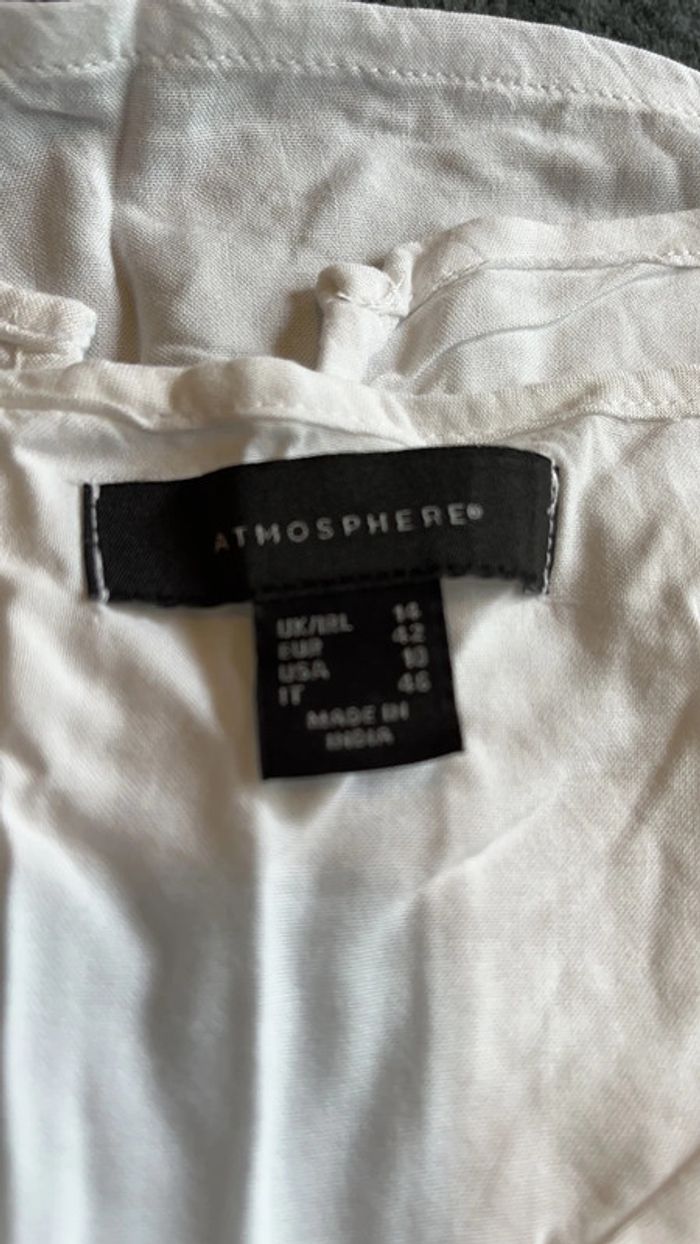 ATMOSPHERE®
UK/IRL 14
EUR 42
USA 10
IT 46
MADE IN
INDIA